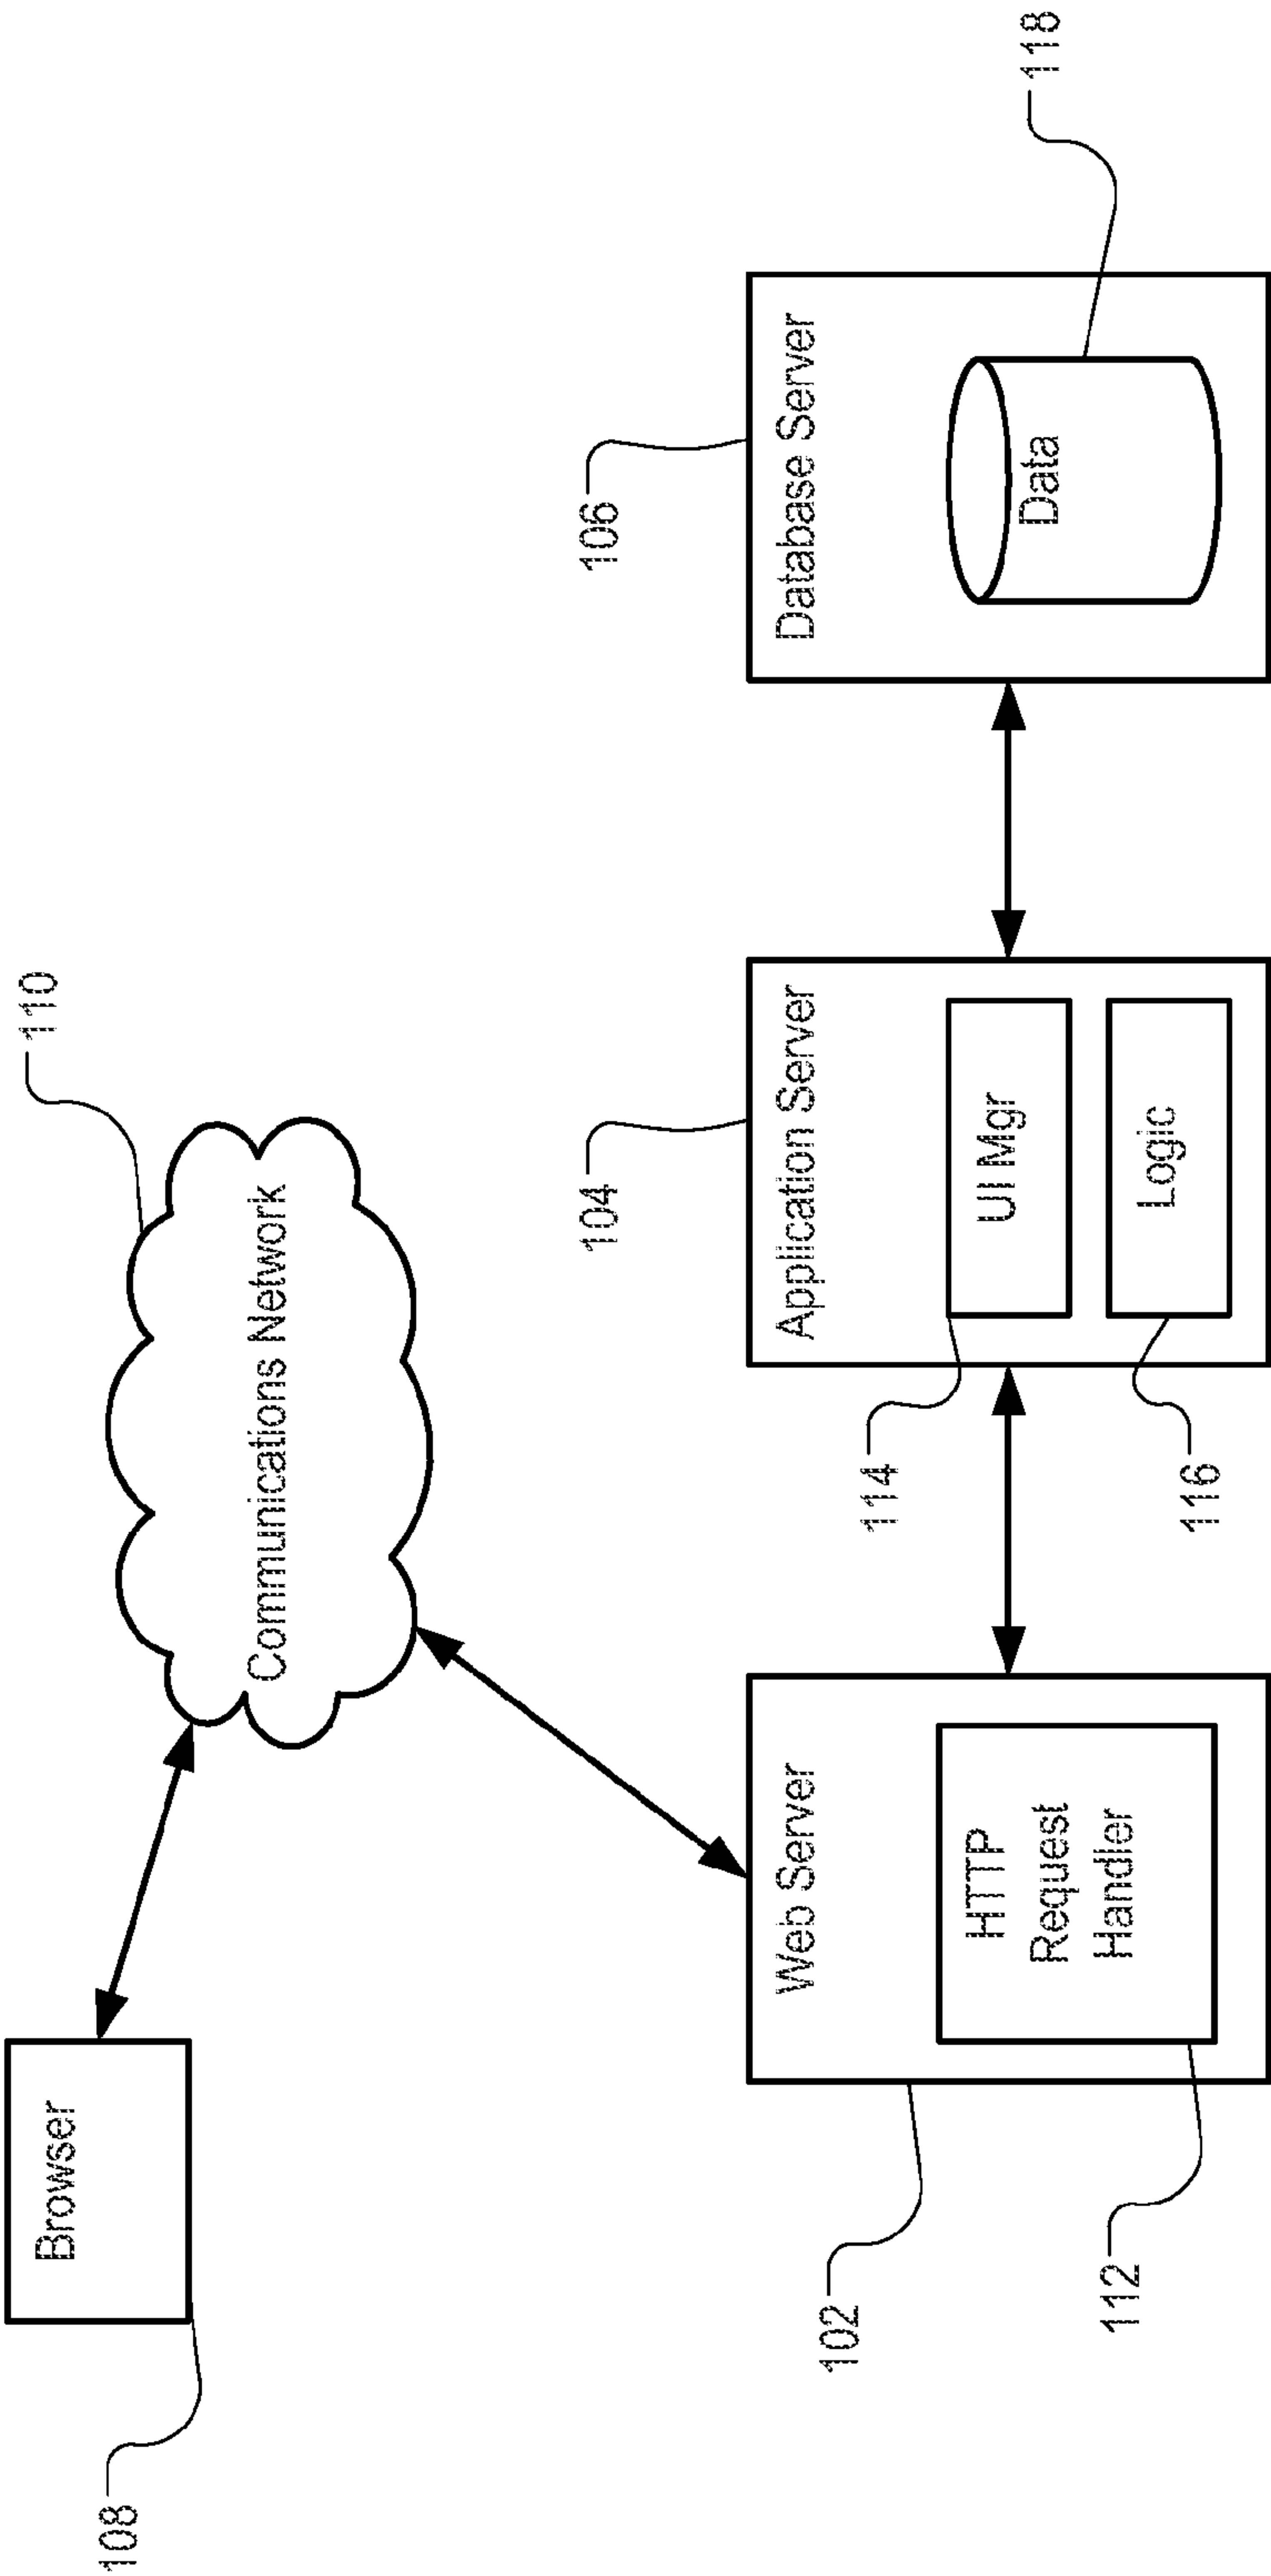 Browser
108
Communications Network
110
102
Web Server
HTTP
Request
Handler
112
104
Application Server
UI Mgr
114
Logic
116
106
Database Server
Data
118